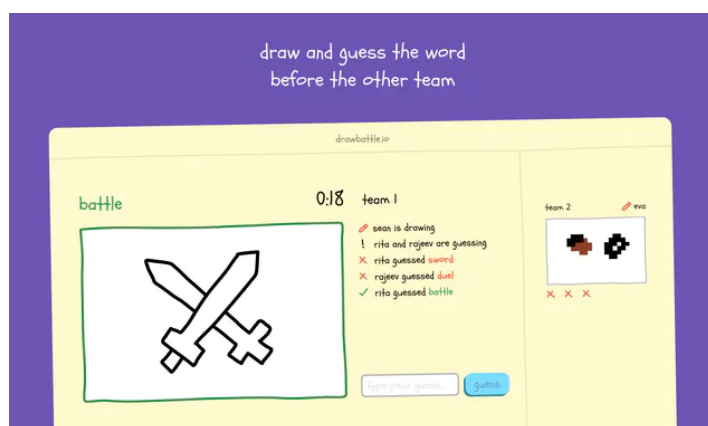 draw and guess the word
before the other team
drawbattle.io
battle
0:18
team 1
sean is drawing
! rita and rajeev are guessing
rita guessed sword
rajeev guessed duel
rita guessed battle
type your guess...
guess
team 2
eva